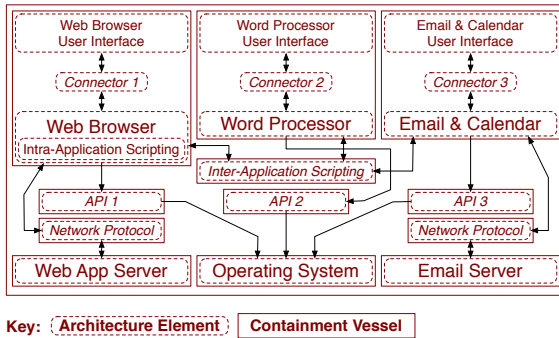 Web Browser
User Interface
Word Processor
User Interface
Email & Calendar
User Interface
Connector 1
Connector 2
Connector 3
Web Browser
Word Processor
Email & Calendar
Intra-Application Scripting
Inter-Application Scripting
API 1
API 2
API 3
Network Protocol
Network Protocol
Web App Server
Operating System
Email Server
Key: Architecture Element Containment Vessel